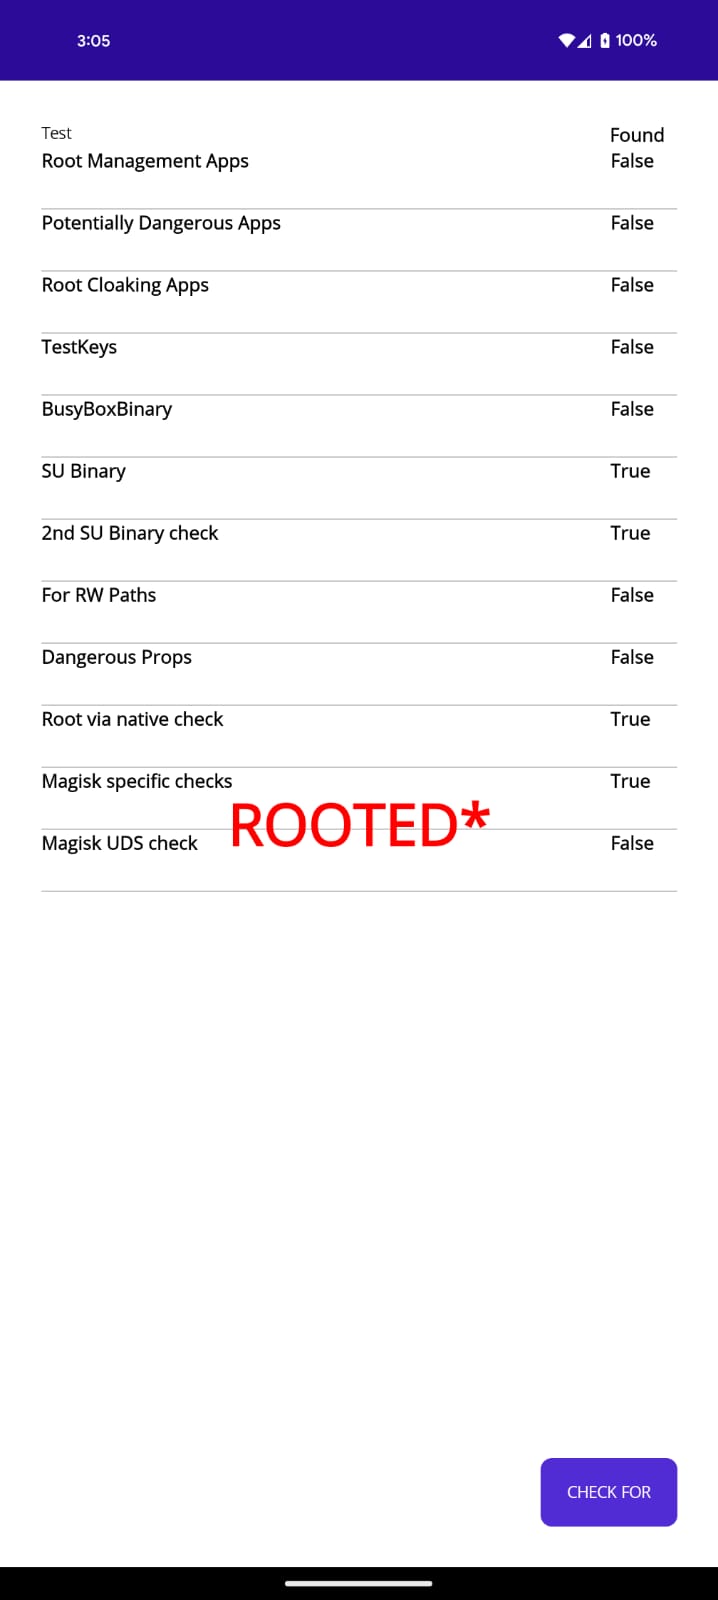 3:05 100%
Test Found
Root Management Apps False
Potentially Dangerous Apps False
Root Cloaking Apps False
TestKeys False
BusyBoxBinary False
SU Binary True
2nd SU Binary check True
For RW Paths False
Dangerous Props False
Root via native check True
Magisk specific checks True
ROOTED*
Magisk UDS check False
CHECK FOR